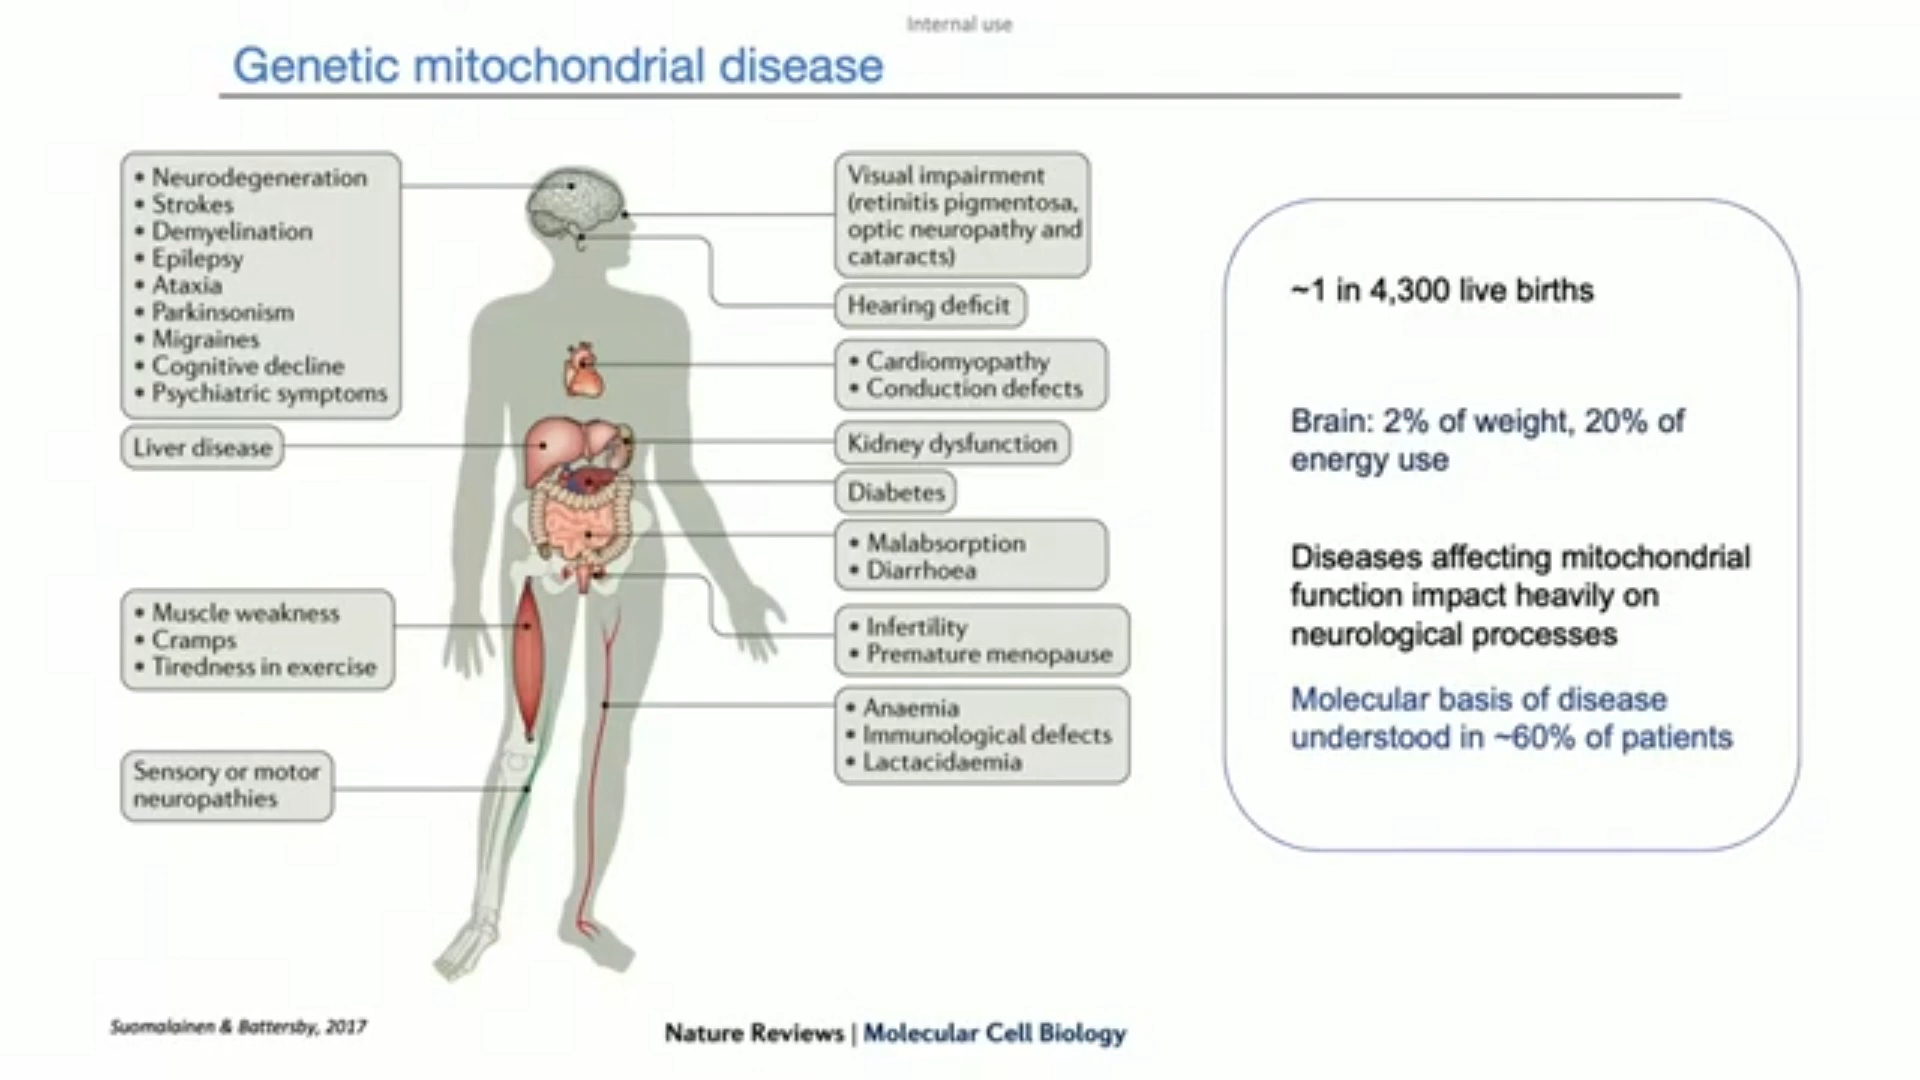 Internal use
Genetic mitochondrial disease
• Neurodegeneration
• Strokes
• Demyelination
• Epilepsy
• Ataxia
• Parkinsonism
• Migraines
• Cognitive decline
• Psychiatric symptoms
Liver disease
• Muscle weakness
• Cramps
• Tiredness in exercise
Sensory or motor
neuropathies
Visual impairment
(retinitis pigmentosa,
optic neuropathy and
cataracts)
Hearing deficit
• Cardiomyopathy
• Conduction defects
Kidney dysfunction
Diabetes
• Malabsorption
• Diarrhoea
• Infertility
• Premature menopause
• Anaemia
• Immunological defects
• Lactacidaemia
~1 in 4,300 live births
Brain: 2% of weight, 20% of
energy use
Diseases affecting mitochondrial
function impact heavily on
neurological processes
Molecular basis of disease
understood in ~60% of patients
Suomalainen & Battersby, 2017
Nature Reviews | Molecular Cell Biology